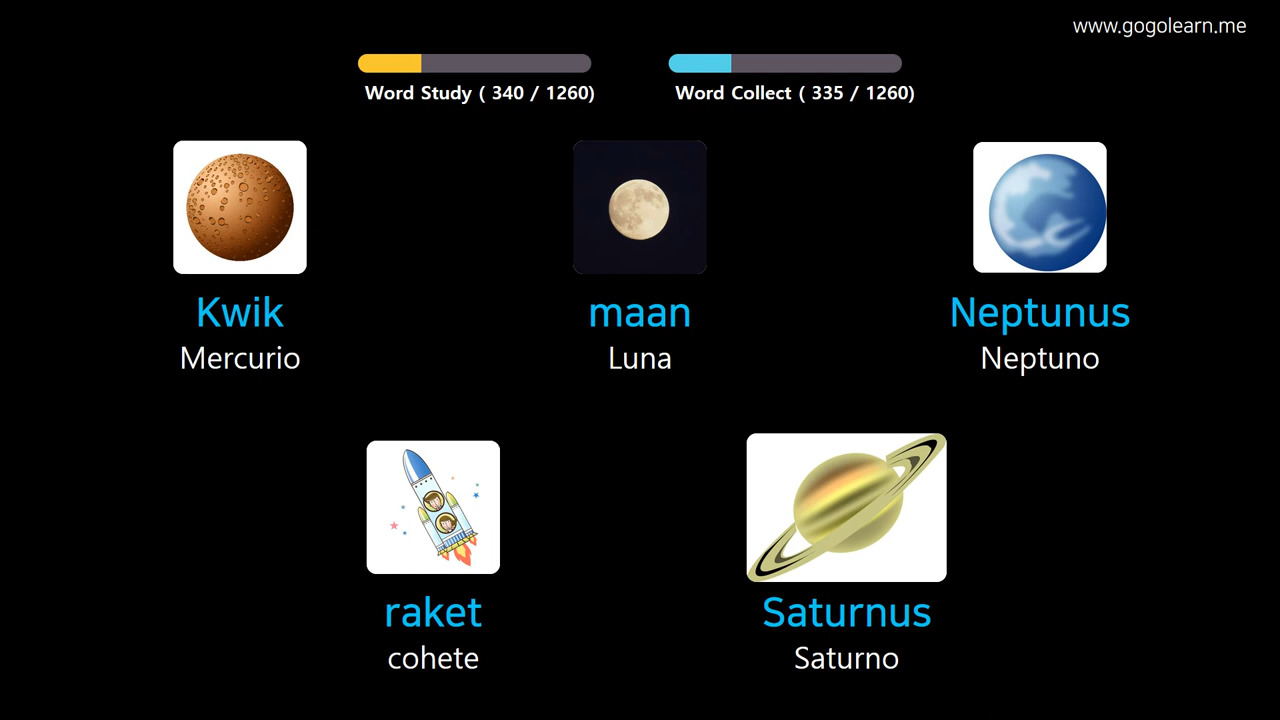 www.gogolearn.me
Word Study ( 340 / 1260)
Word Collect ( 335 / 1260)
Kwik
Mercurio
maan
Luna
Neptunus
Neptuno
raket
cohete
Saturnus
Saturno